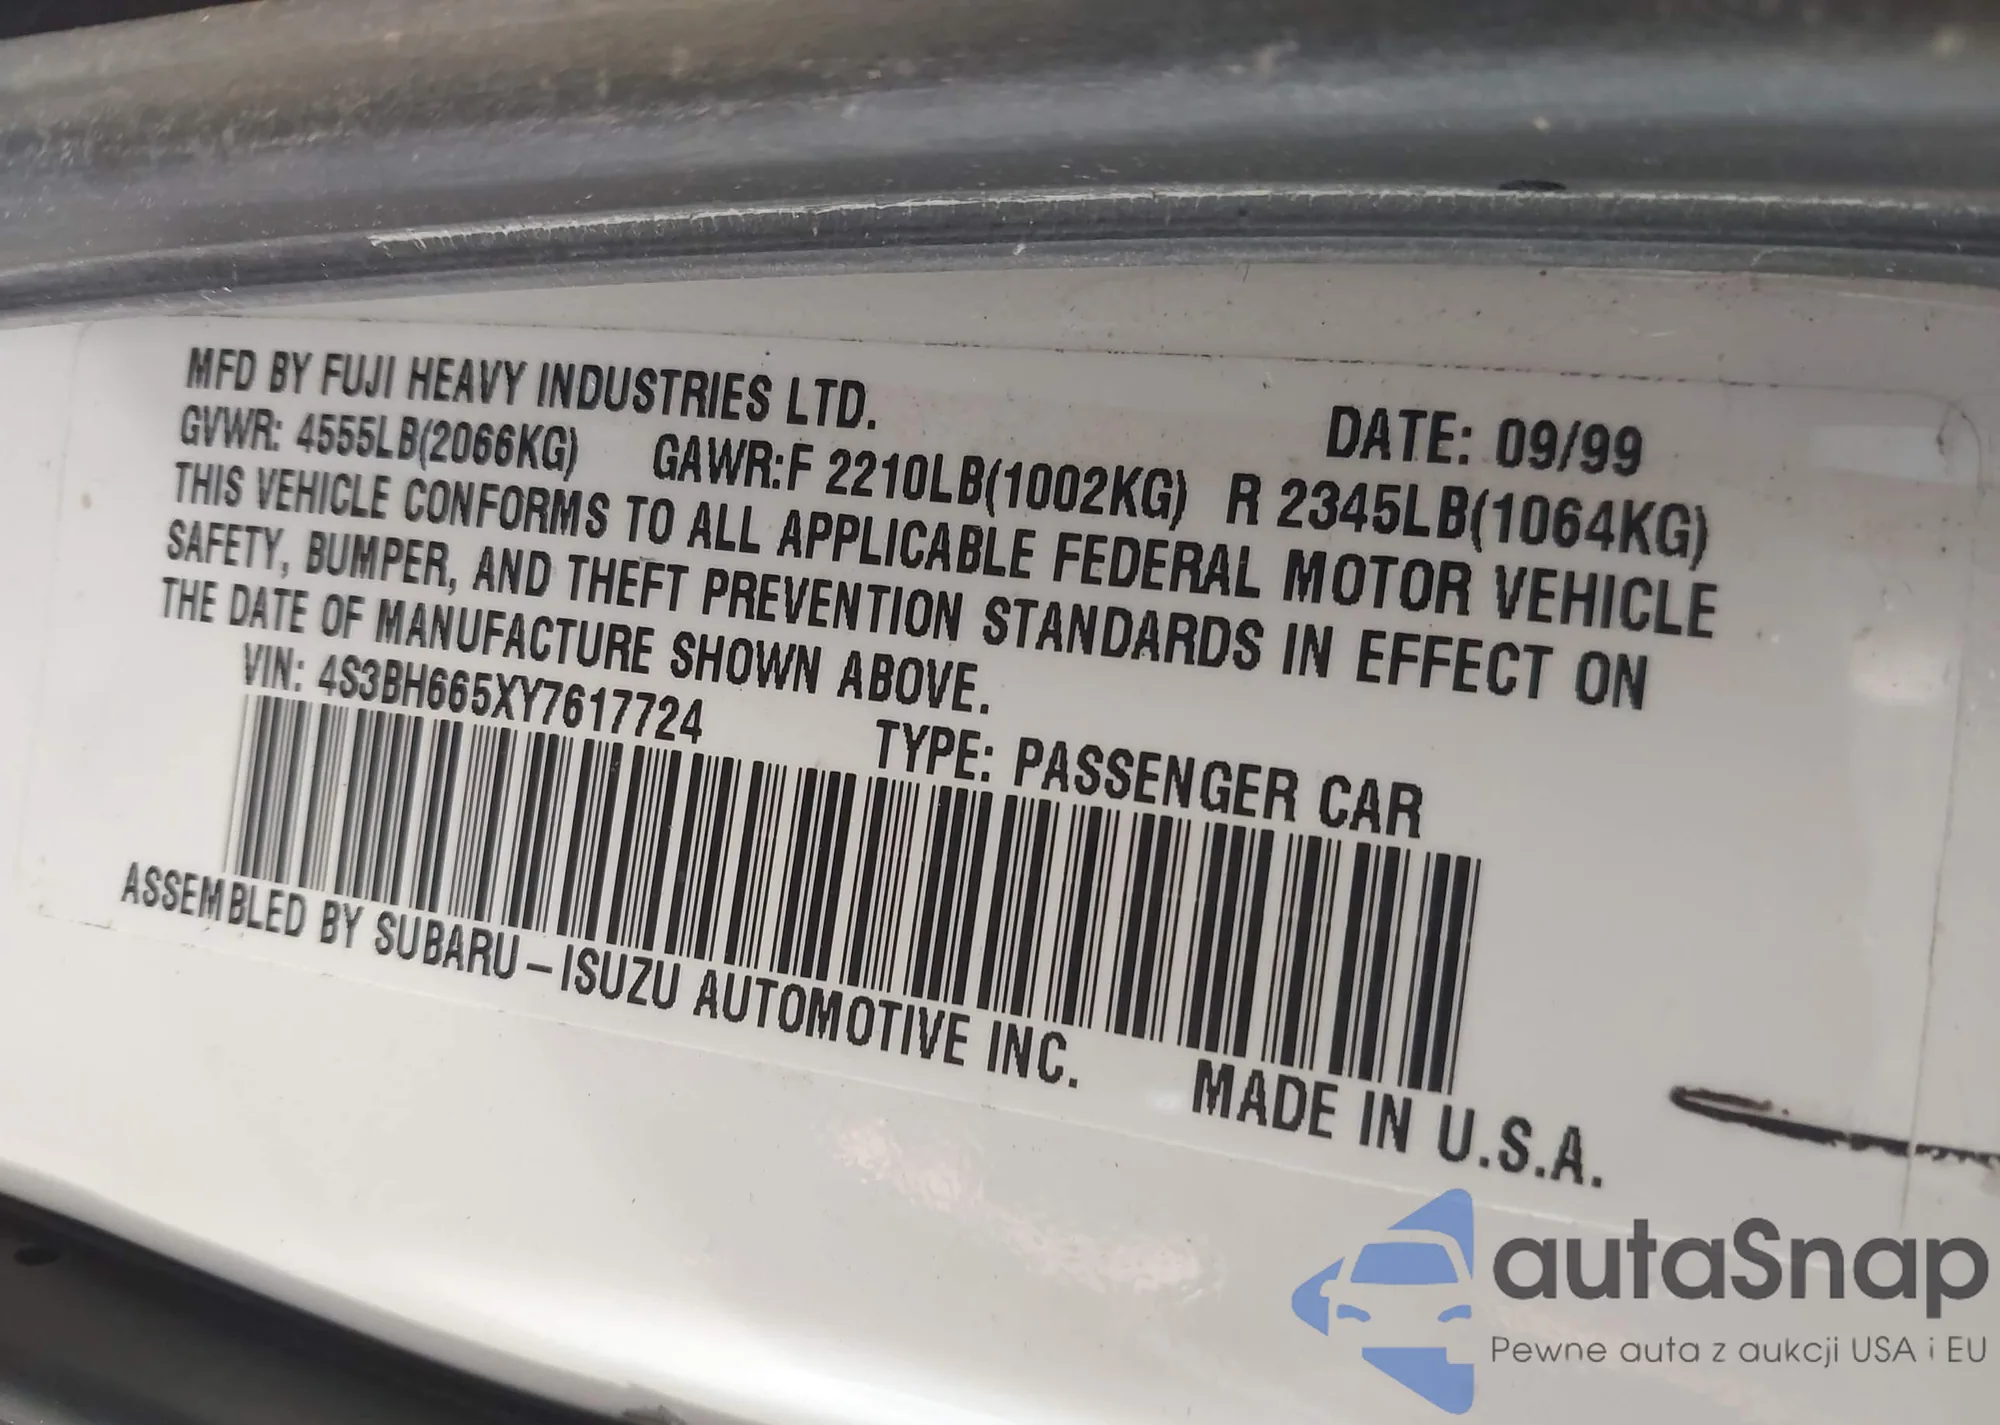 MFD BY FUJI HEAVY INDUSTRIES LTD. DATE: 09/99
GVWR: 4555LB(2066KG) GAWR:F 2210LB(1002KG) R 2345LB(1064KG)
THIS VEHICLE CONFORMS TO ALL APPLICABLE FEDERAL MOTOR VEHICLE
SAFETY, BUMPER, AND THEFT PREVENTION STANDARDS IN EFFECT ON
THE DATE OF MANUFACTURE SHOWN ABOVE.
VIN: 4S3BH665XY7617724 TYPE: PASSENGER CAR
ASSEMBLED BY SUBARU-ISUZU AUTOMOTIVE INC. MADE IN U.S.A.
autaSnap
Pewne auta z aukcji USA i EU